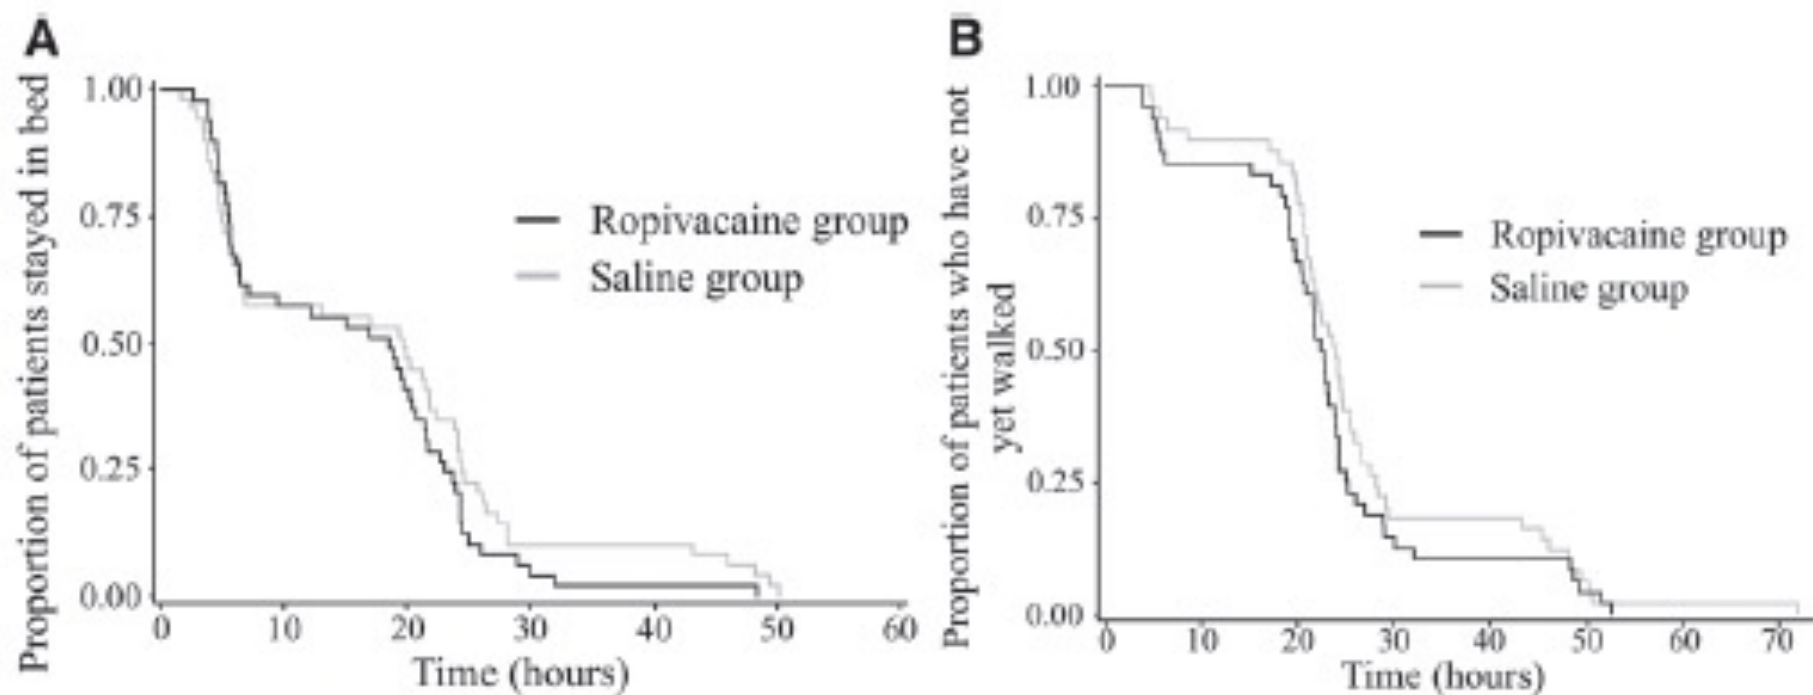 A
Proportion of patients stayed in bed
1.00
0.75
0.50
0.25
0.00
0 10 20 30 40 50 60
Time (hours)
Ropivacaine group
Saline group
B
Proportion of patients who have not
yet walked
1.00
0.75
0.50
0.25
0.00
0 10 20 30 40 50 60 70
Time (hours)
Ropivacaine group
Saline group